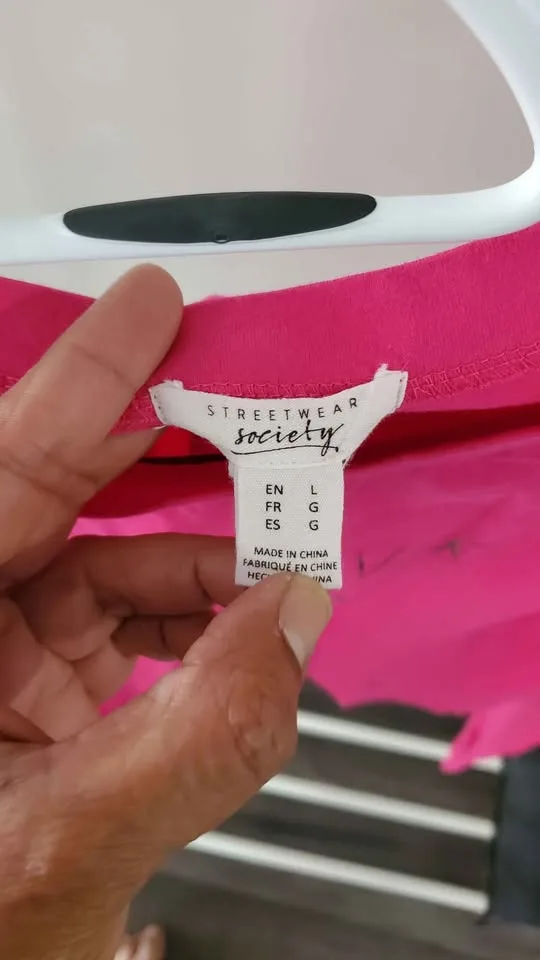 STREETWEAR
society
EN L
FR G
ES G
MADE IN CHINA
FABRIQUÉ EN CHINE